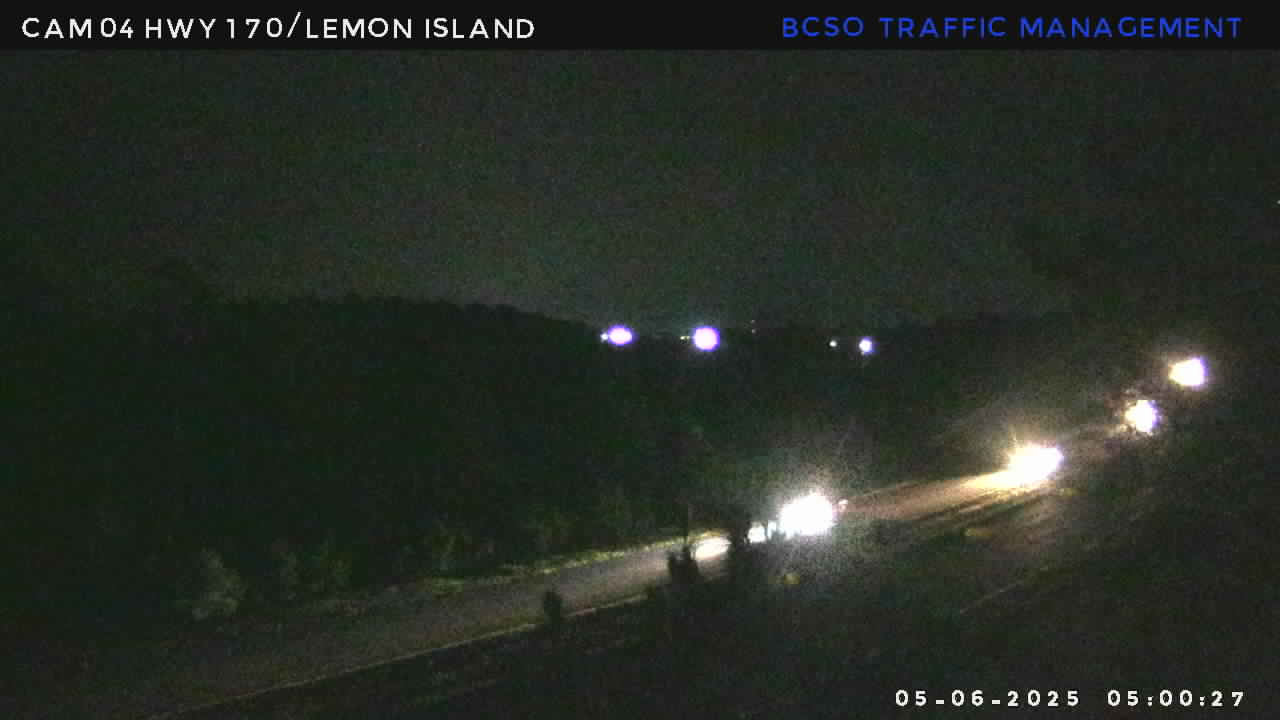 CAM04 HWY 170/LEMON ISLAND
BCSO TRAFFIC MANAGEMENT
05-06-2025 05:00:27